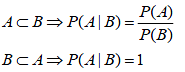 A ⊂ B ⇒ P(A | B) = P(A) / P(B)
B ⊂ A ⇒ P(A | B) = 1